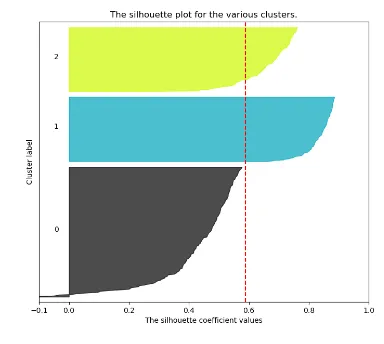 The silhouette plot for the various clusters.
2
1
0
Cluster label
−0.1 0.0 0.2 0.4 0.6 0.8 1.0
The silhouette coefficient values